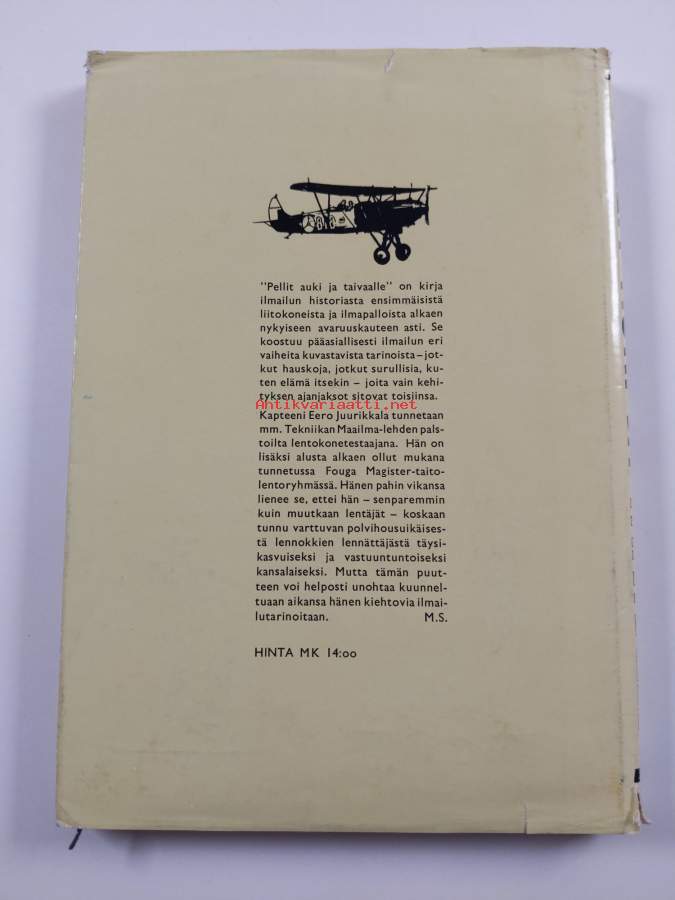 "Pellit auki ja taivaalle" on kirja
ilmailun historiasta ensimmäisistä
liitokoneista ja ilmapalloista alkaen
nykyiseen avaruuskauteen asti. Se
koostuu pääasiallisesti ilmailun eri
vaiheita kuvastavista tarinoista – jot-
kut hauskoja, jotkut surullisia, ku-
ten elämä itsekin – joita vain kehi-
tyksen ajanjaksot sitovat toisiinsa.
Antikvariaatti.net
Kapteeni Eero Juurikkala tunnetaan
mm. Tekniikan Maailma-lehden pals-
toilta lentokonetestaajana. Hän on
lisäksi alusta alkaen ollut mukana
tunnetussa Fouga Magister-taito-
lentoryhmässä. Hänen pahin vikansa
lienee se, ettei hän – senparemmin
kuin muutkaan lentäjät – koskaan
tunnu varttuvan polvihousuikäises-
tä lennokkien lennättäjästä täysi-
kasvuiseksi ja vastuuntuntoiseksi
kansalaiseksi. Mutta tämän puut-
teen voi helposti unohtaa kuunnel-
tuaan aikansa hänen kiehtovia ilmai-
lutarinoitaan. M.S.
HINTA MK 14:00